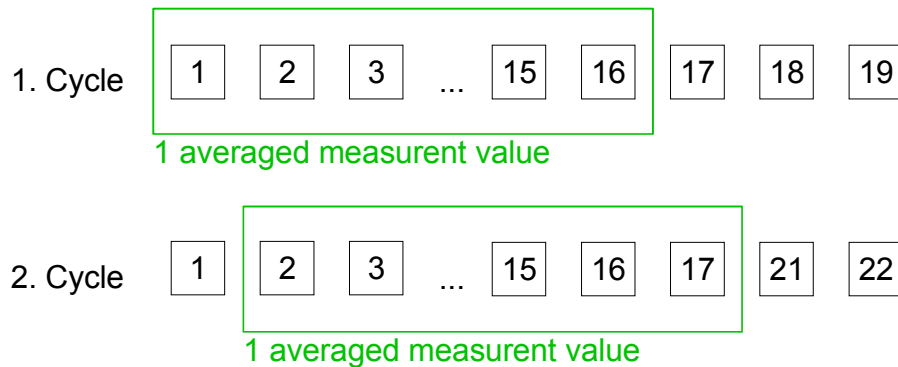 1. Cycle 1 2 3 ... 15 16 17 18 19
1 averaged measurent value
2. Cycle 1 2 3 ... 15 16 17 21 22
1 averaged measurent value